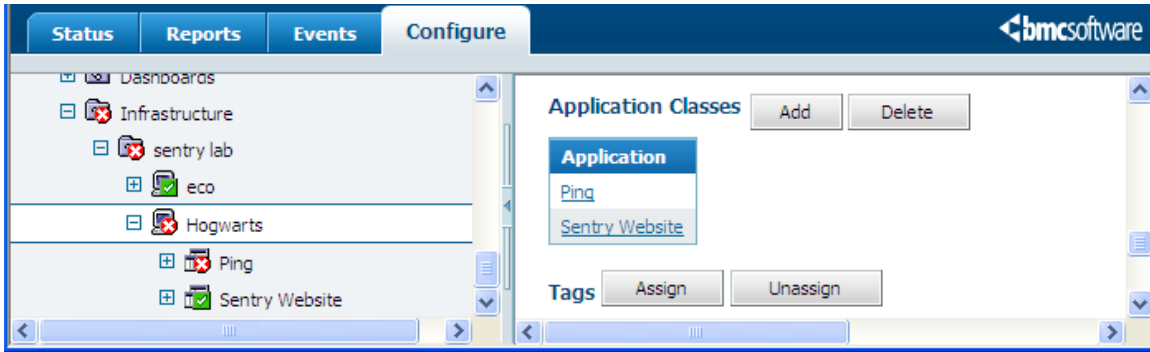 Status Reports Events Configure bmcsoftware
Dashboards
Infrastructure
sentry lab
eco
Hogwarts
Ping
Sentry Website
Application Classes Add Delete
Application
Ping
Sentry Website
Tags Assign Unassign